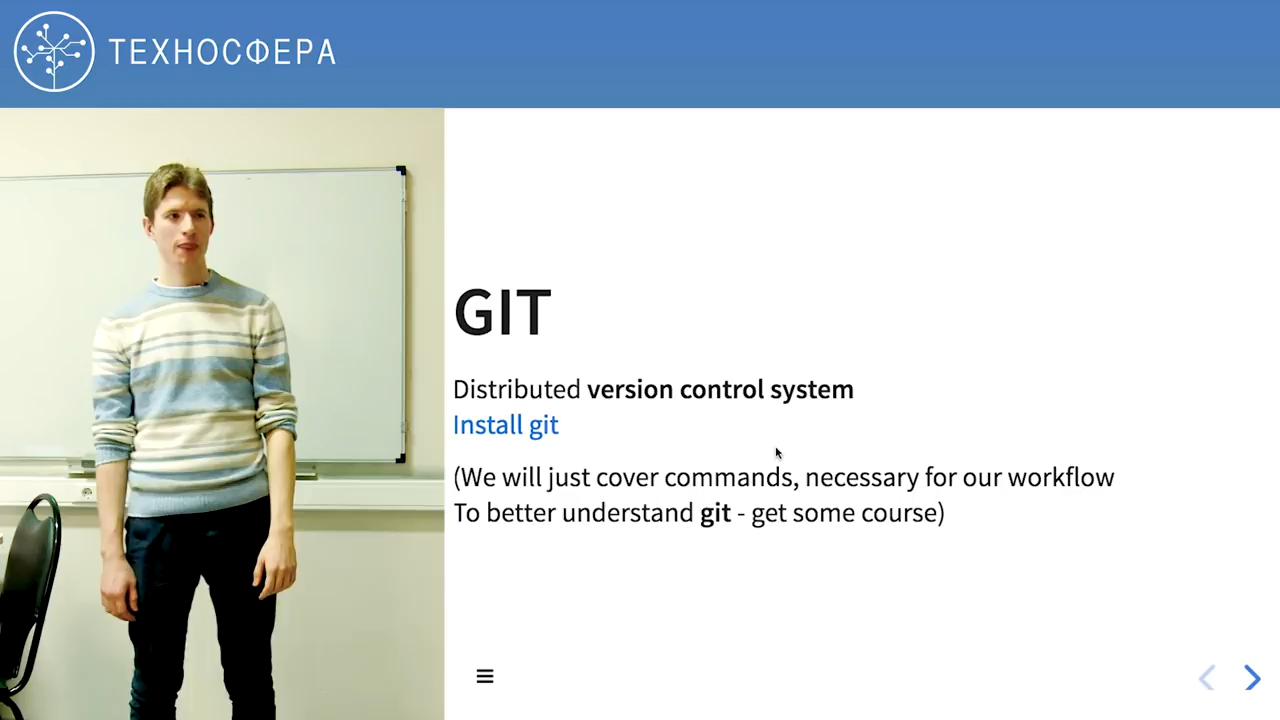 ТЕХНОСФЕРА
GIT
Distributed version control system
Install git
(We will just cover commands, necessary for our workflow
To better understand git - get some course)